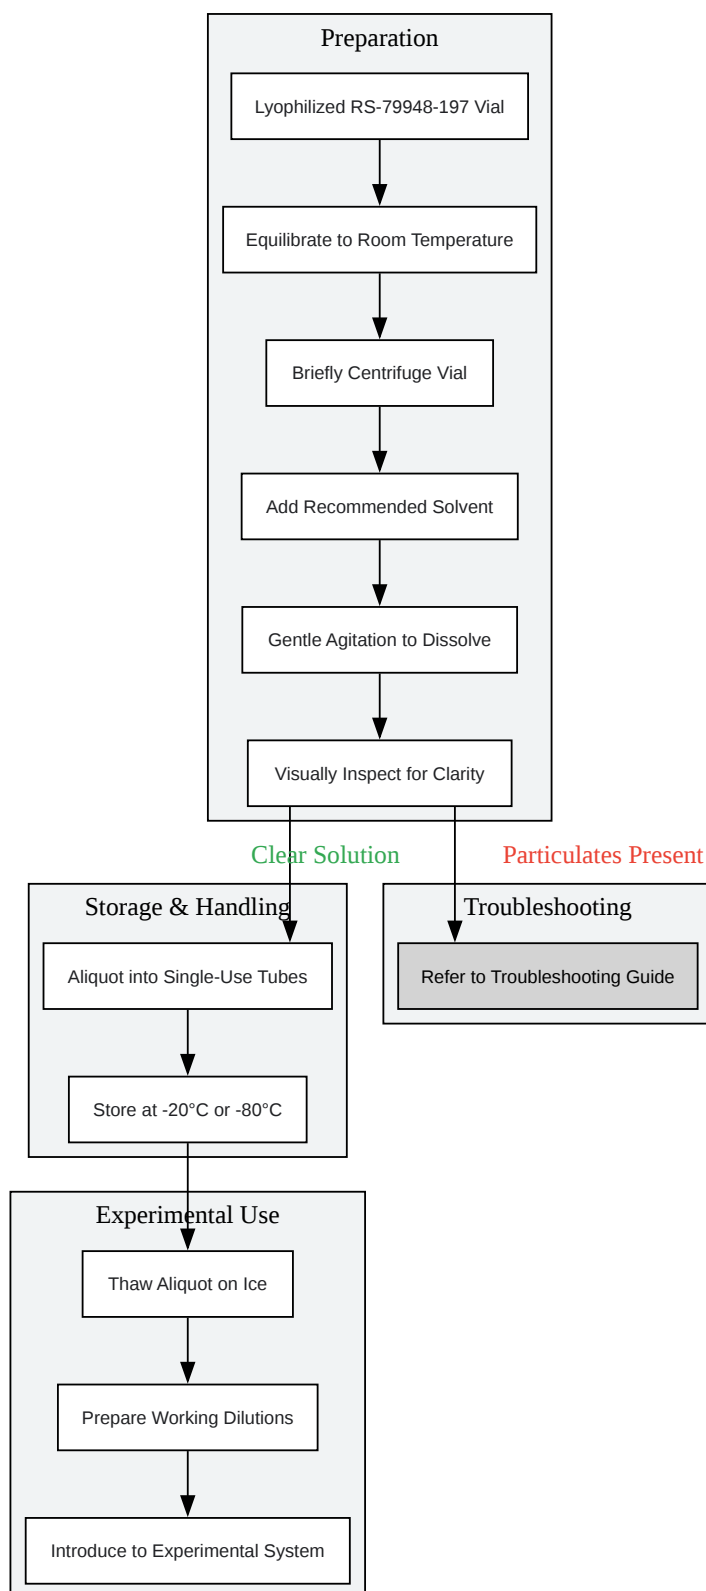 Preparation
Lyophilized RS-79948-197 Vial
Equilibrate to Room Temperature
Briefly Centrifuge Vial
Add Recommended Solvent
Gentle Agitation to Dissolve
Visually Inspect for Clarity
Clear Solution
Particulates Present
Storage & Handling
Troubleshooting
Aliquot into Single-Use Tubes
Refer to Troubleshooting Guide
Store at -20°C or -80°C
Experimental Use
Thaw Aliquot on Ice
Prepare Working Dilutions
Introduce to Experimental System